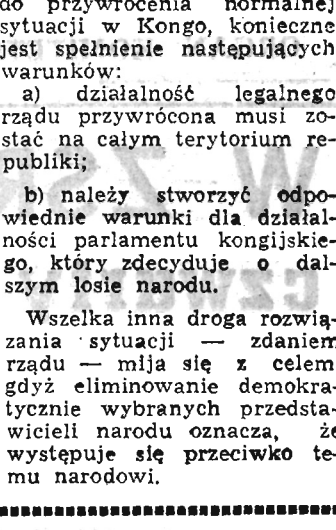 do przywrócenia normalnej
sytuacji w Kongo, konieczne
jest spełnienie następujących
warunków:
a) działalność legalnego
rządu przywrócona musi zo-
stać na całym terytorium re-
publiki;
b) należy stworzyć odpo-
wiednie warunki dla działal-
ności parlamentu kongijskie-
go, który zdecyduje o dal-
szym losie narodu.
Wszelka inna droga rozwią-
zania sytuacji — zdaniem
rządu — mija się z celem
gdyż eliminowanie demokra-
tycznie wybranych przedsta-
wicieli narodu oznacza, że
występuje się przeciwko te-
mu narodowi.